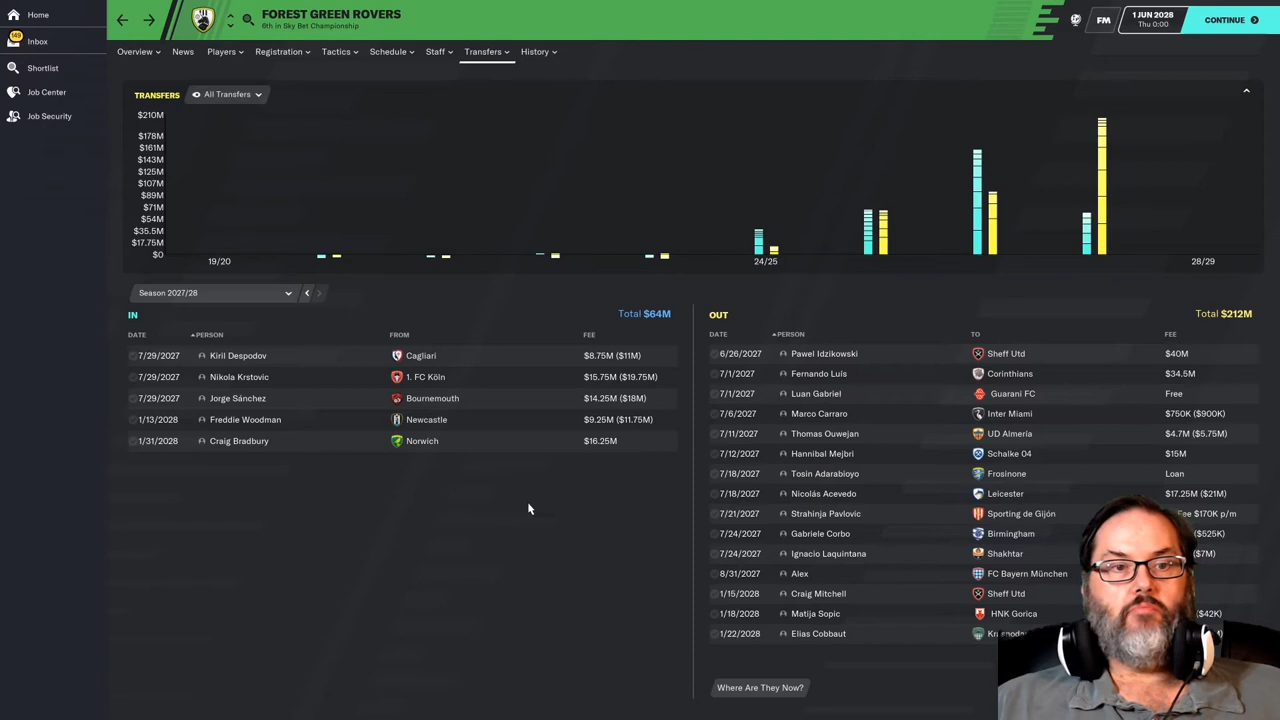 Home
149
Inbox
Shortlist
Job Center
Job Security
FOREST GREEN ROVERS
6th in Sky Bet Championship
FM
1 JUN 2028
Thu 0:00
CONTINUE
Overview
News
Players
Registration
Tactics
Schedule
Staff
Transfers
History
TRANSFERS
All Transfers
$210M
$178M
$161M
$143M
$125M
$107M
$89M
$71M
$54M
$35.5M
$17.75M
$0
19/20
24/25
28/29
Season 2027/28
IN
Total $64M
DATE PERSON FROM FEE
7/29/2027 Kiril Despodov Cagliari $8.75M ($11M)
7/29/2027 Nikola Krstovic 1. FC Köln $15.75M ($19.75M)
7/29/2027 Jorge Sánchez Bournemouth $14.25M ($18M)
1/13/2028 Freddie Woodman Newcastle $9.25M ($11.75M)
1/31/2028 Craig Bradbury Norwich $16.25M
OUT
Total $212M
DATE PERSON TO FEE
6/26/2027 Pawel Idzikowski Sheff Utd $40M
7/1/2027 Fernando Luís Corinthians $34.5M
7/1/2027 Luan Gabriel Guarani FC Free
7/6/2027 Marco Carraro Inter Miami $750K ($900K)
7/11/2027 Thomas Ouwejan UD Almería $4.7M ($5.75M)
7/12/2027 Hannibal Mejbri Schalke 04 $15M
7/18/2027 Tosin Adarabioyo Frosinone Loan
7/18/2027 Nicolás Acevedo Leicester $17.25M ($21M)
7/21/2027 Strahinja Pavlovic Sporting de Gijón Fee $170K p/m
7/24/2027 Gabriele Corbo Birmingham ($525K)
7/24/2027 Ignacio Laquintana Shakhtar ($7M)
8/31/2027 Alex FC Bayern München
1/15/2028 Craig Mitchell Sheff Utd
1/18/2028 Matija Sopic HNK Gorica ($42K)
1/22/2028 Elias Cobbaut
Where Are They Now?